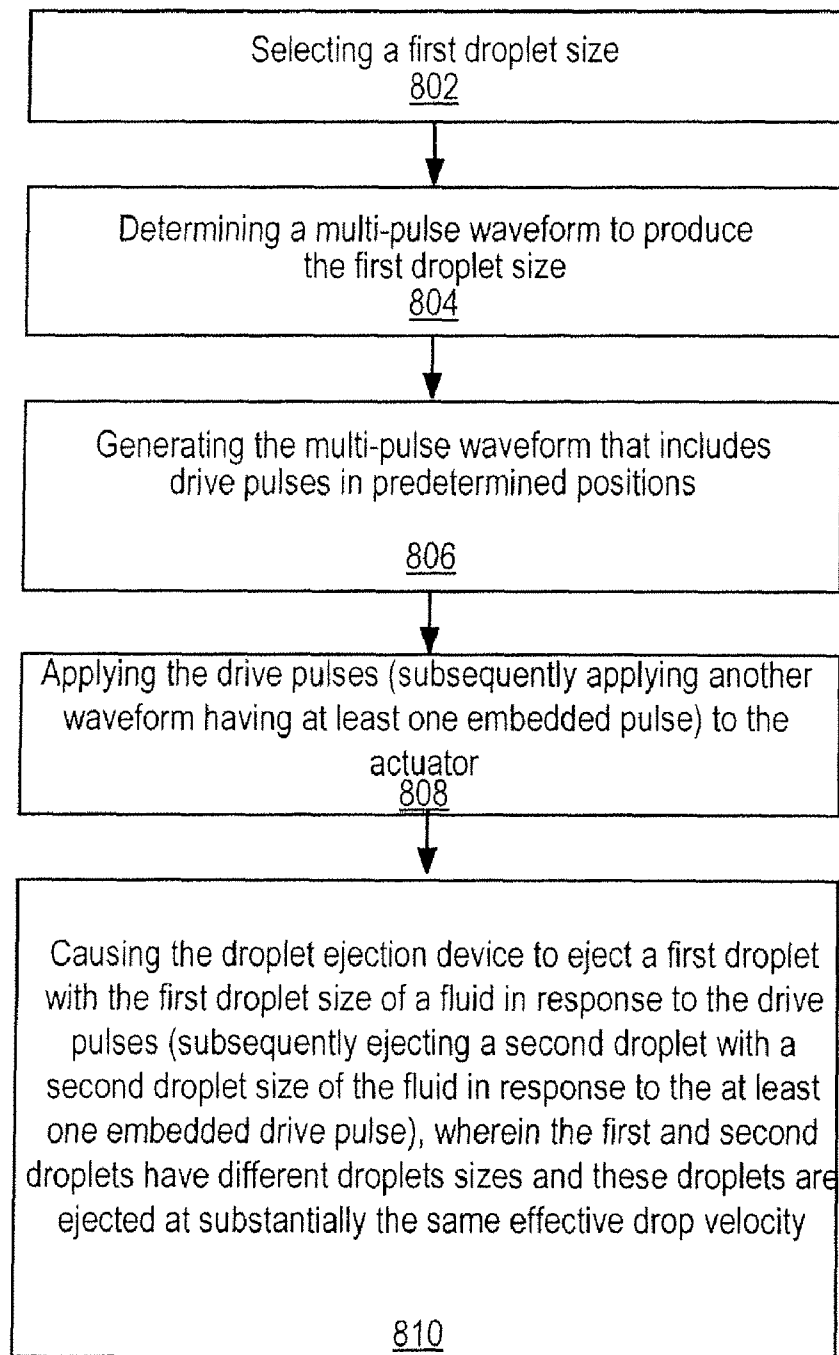 Selecting a first droplet size
802
Determining a multi-pulse waveform to produce
the first droplet size
804
Generating the multi-pulse waveform that includes
drive pulses in predetermined positions
806
Applying the drive pulses (subsequently applying another
waveform having at least one embedded pulse) to the
actuator
808
Causing the droplet ejection device to eject a first droplet
with the first droplet size of a fluid in response to the drive
pulses (subsequently ejecting a second droplet with a
second droplet size of the fluid in response to the at least
one embedded drive pulse), wherein the first and second
droplets have different droplets sizes and these droplets are
ejected at substantially the same effective drop velocity
810